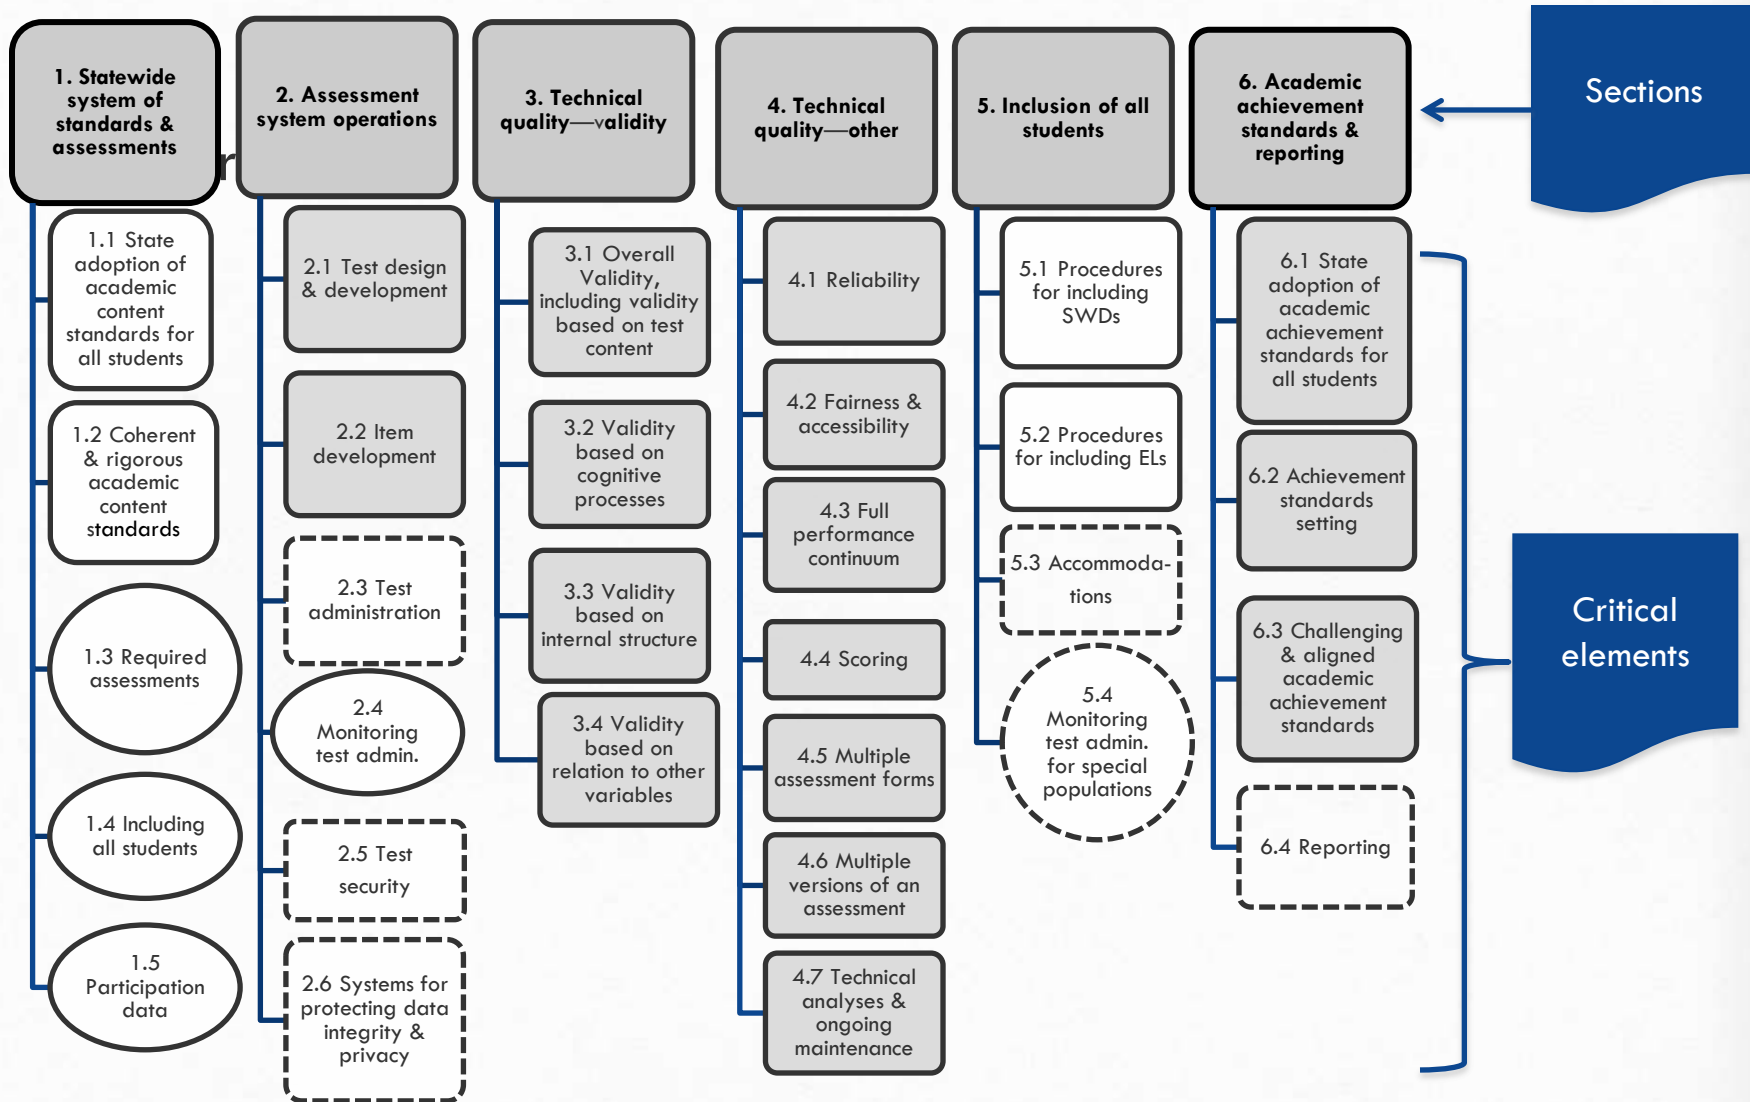 1. Statewide
system of
standards &
assessments
r
2. Assessment
system operations
3. Technical
quality—validity
4. Technical
quality—other
5. Inclusion of all
students
6. Academic
achievement
standards &
reporting
Sections
1.1 State
adoption of
academic
content
standards for
all students
1.2 Coherent
& rigorous
academic
content
standards
1.3 Required
assessments
1.4 Including
all students
1.5
Participation
data
2.1 Test design
& development
2.2 Item
development
2.3 Test
administration
2.4
Monitoring
test admin.
2.5 Test
security
2.6 Systems for
protecting data
integrity &
privacy
3.1 Overall
Validity,
including validity
based on test
content
3.2 Validity
based on
cognitive
processes
3.3 Validity
based on
internal structure
3.4 Validity
based on
relation to other
variables
4.1 Reliability
4.2 Fairness &
accessibility
4.3 Full
performance
continuum
4.4 Scoring
4.5 Multiple
assessment forms
4.6 Multiple
versions of an
assessment
4.7 Technical
analyses &
ongoing
maintenance
5.1 Procedures
for including
SWDs
5.2 Procedures
for including ELs
5.3 Accommoda-
tions
5.4
Monitoring
test admin.
for special
populations
6.1 State
adoption of
academic
achievement
standards for
all students
6.2 Achievement
standards
setting
6.3 Challenging
& aligned
academic
achievement
standards
6.4 Reporting
Critical
elements